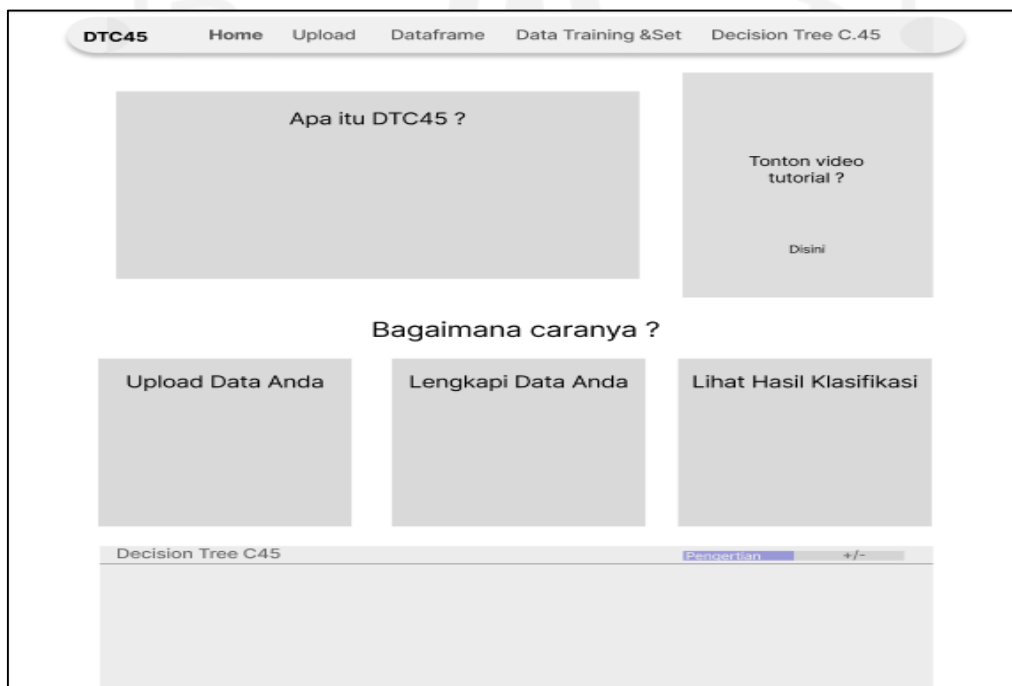 DTC45 Home Upload Dataframe Data Training &Set Decision Tree C.45
Apa itu DTC45 ?
Tonton video
tutorial ?
Disini
Bagaimana caranya ?
Upload Data Anda
Lengkapi Data Anda
Lihat Hasil Klasifikasi
Decision Tree C45
Pengertian
+/-